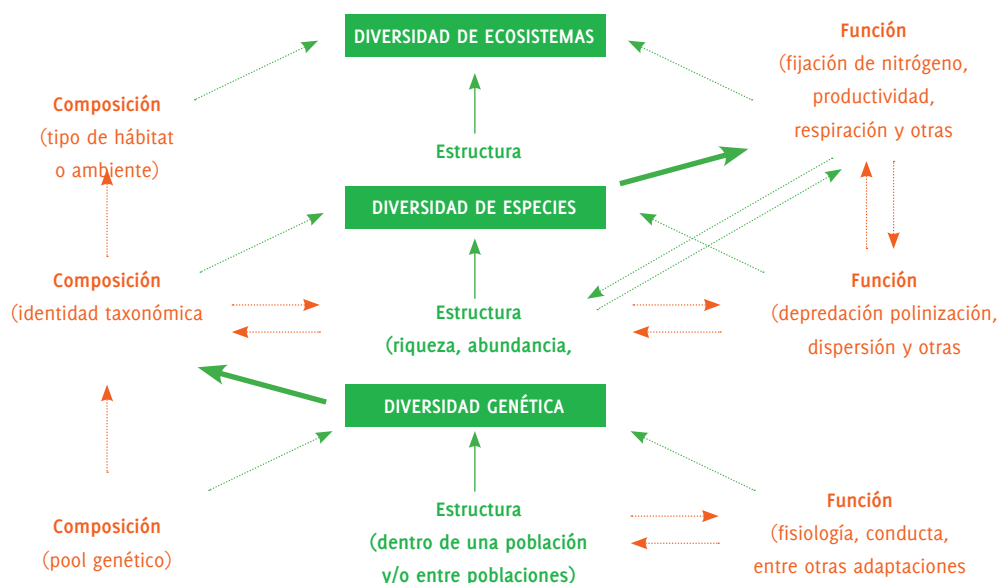 DIVERSIDAD DE ECOSISTEMAS
Función
(fijación de nitrógeno,
productividad,
respiración y otras
Composición
(tipo de hábitat
o ambiente)
Estructura
DIVERSIDAD DE ESPECIES
Composición
(identidad taxonómica
Estructura
(riqueza, abundancia,
Función
(depredación polinización,
dispersión y otras
DIVERSIDAD GENÉTICA
Composición
(pool genético)
Estructura
(dentro de una población
y/o entre poblaciones)
Función
(fisiología, conducta,
entre otras adaptaciones